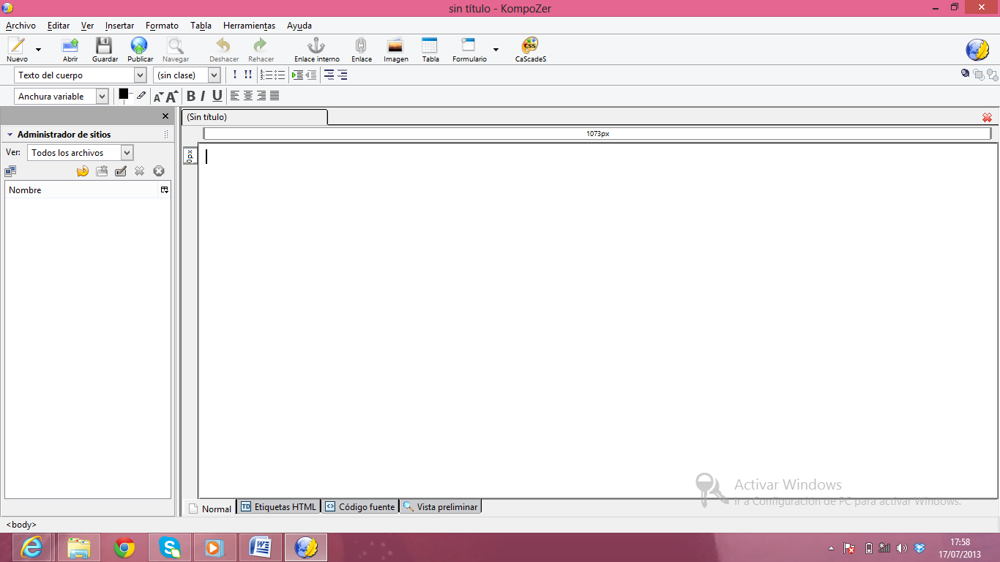 sin título - KompoZer
Archivo Editar Ver Insertar Formato Tabla Herramientas Ayuda
Nuevo Abrir Guardar Publicar Navegar Deshacer Rehacer Enlace interno Enlace Imagen Tabla Formulario CaScadeS
CSS
Texto del cuerpo (sin clase) ! !!
Anchura variable A A B I U
(Sin título)
1073px
0px
Administrador de sitios
Ver: Todos los archivos
Nombre
Activar Windows
Ir a Configuración de PC para activar Windows.
Normal TD Etiquetas HTML <> Código fuente Vista preliminar
<body>
17:58
17/07/2013